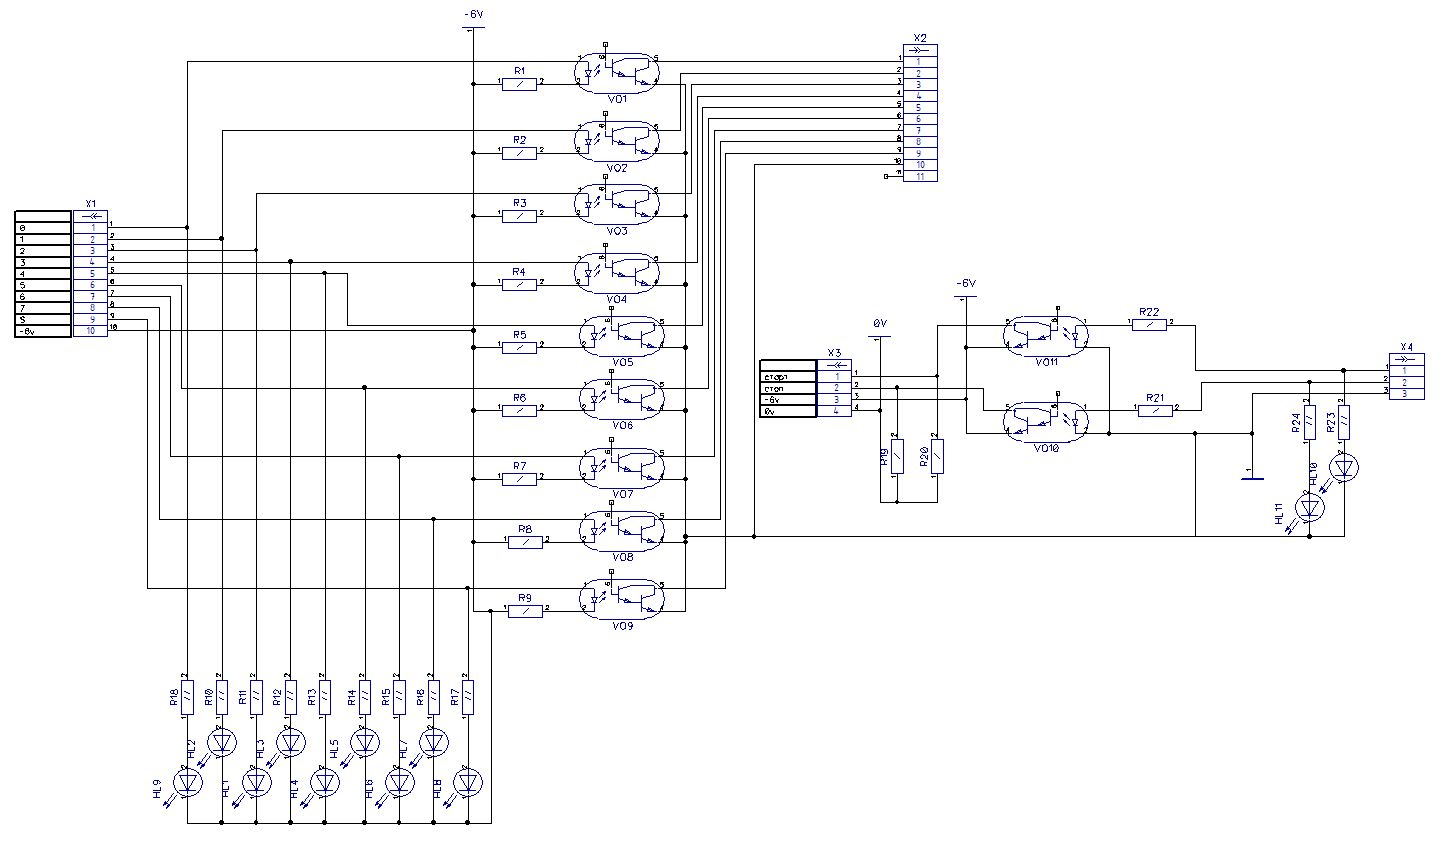 -6V
X2
1
2
3
4
5
6
7
8
9
10
11
R1
VO1
R2
VO2
R3
VO3
R4
VO4
R5
VO5
R6
VO6
R7
VO7
R8
VO8
R9
VO9
X1
0 1
1 2
2 3
3 4
4 5
5 6
6 7
7 8
S 9
-6v 10
-6V
0V
R22
VO11
X3
старт 1
стоп 2
-6v 3
0v 4
X4
1
2
3
R21
VO10
R19
R20
R24
R23
HL10
HL11
R18
R10
R11
R12
R13
R14
R15
R16
R17
HL2
HL3
HL5
HL7
HL9
HL1
HL4
HL6
HL8